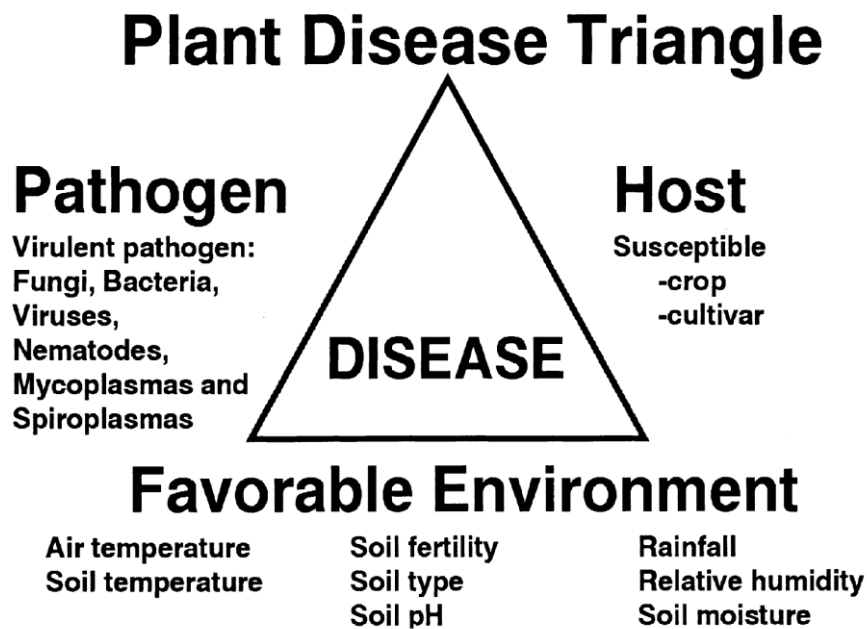 Plant Disease Triangle
Pathogen
Virulent pathogen:
Fungi, Bacteria,
Viruses,
Nematodes,
Mycoplasmas and
Spiroplasmas
Host
Susceptible
-crop
-cultivar
DISEASE
Favorable Environment
Air temperature
Soil temperature
Soil fertility
Soil type
Soil pH
Rainfall
Relative humidity
Soil moisture